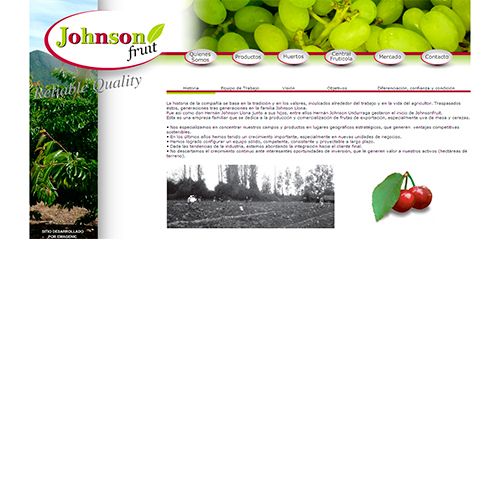 Johnson
fruit
Reliable Quality
Quienes
Somos
Productos
Huertos
Central
Fruticola
Mercado
Contacto
Historia
Equipo de Trabajo
Visión
Objetivos
Diferenciación, confianza y condición
La historia de la compañía se basa en la tradición y en los valores, inculcados alrededor del trabajo y en la vida del agricultor. Traspasados
estos, generaciones tras generaciones en la familia Johnson Llona.
Fue así como don Hernan Johnson Llona junto a sus hijos, entre ellos Hernán Johnson Undurraga gestaron el inicio de Johnsonfruit.
Esta es una empresa familiar que se dedica a la producción y comercialización de frutas de exportación, especialmente uva de mesa y cerezas.
• Nos especializamos en concentrar nuestros campos y productos en lugares geográficos estratégicos, que generen ventajas competitivas
sostenibles.
• En los últimos años hemos tenido un crecimiento importante, especialmente en nuevas unidades de negocios.
• Hemos logrado configurar un equipo sólido, competente, consistente y proyectable a largo plazo.
• Dada las tendencias de la industria, estamos abordando la integración hacia el cliente final.
• No descartamos el crecimiento continuo ante interesantes oportunidades de inversión, que le generen valor a nuestros activos (hectáreas de
terreno).
SITIO DESARROLLADO
POR EMAGENIC